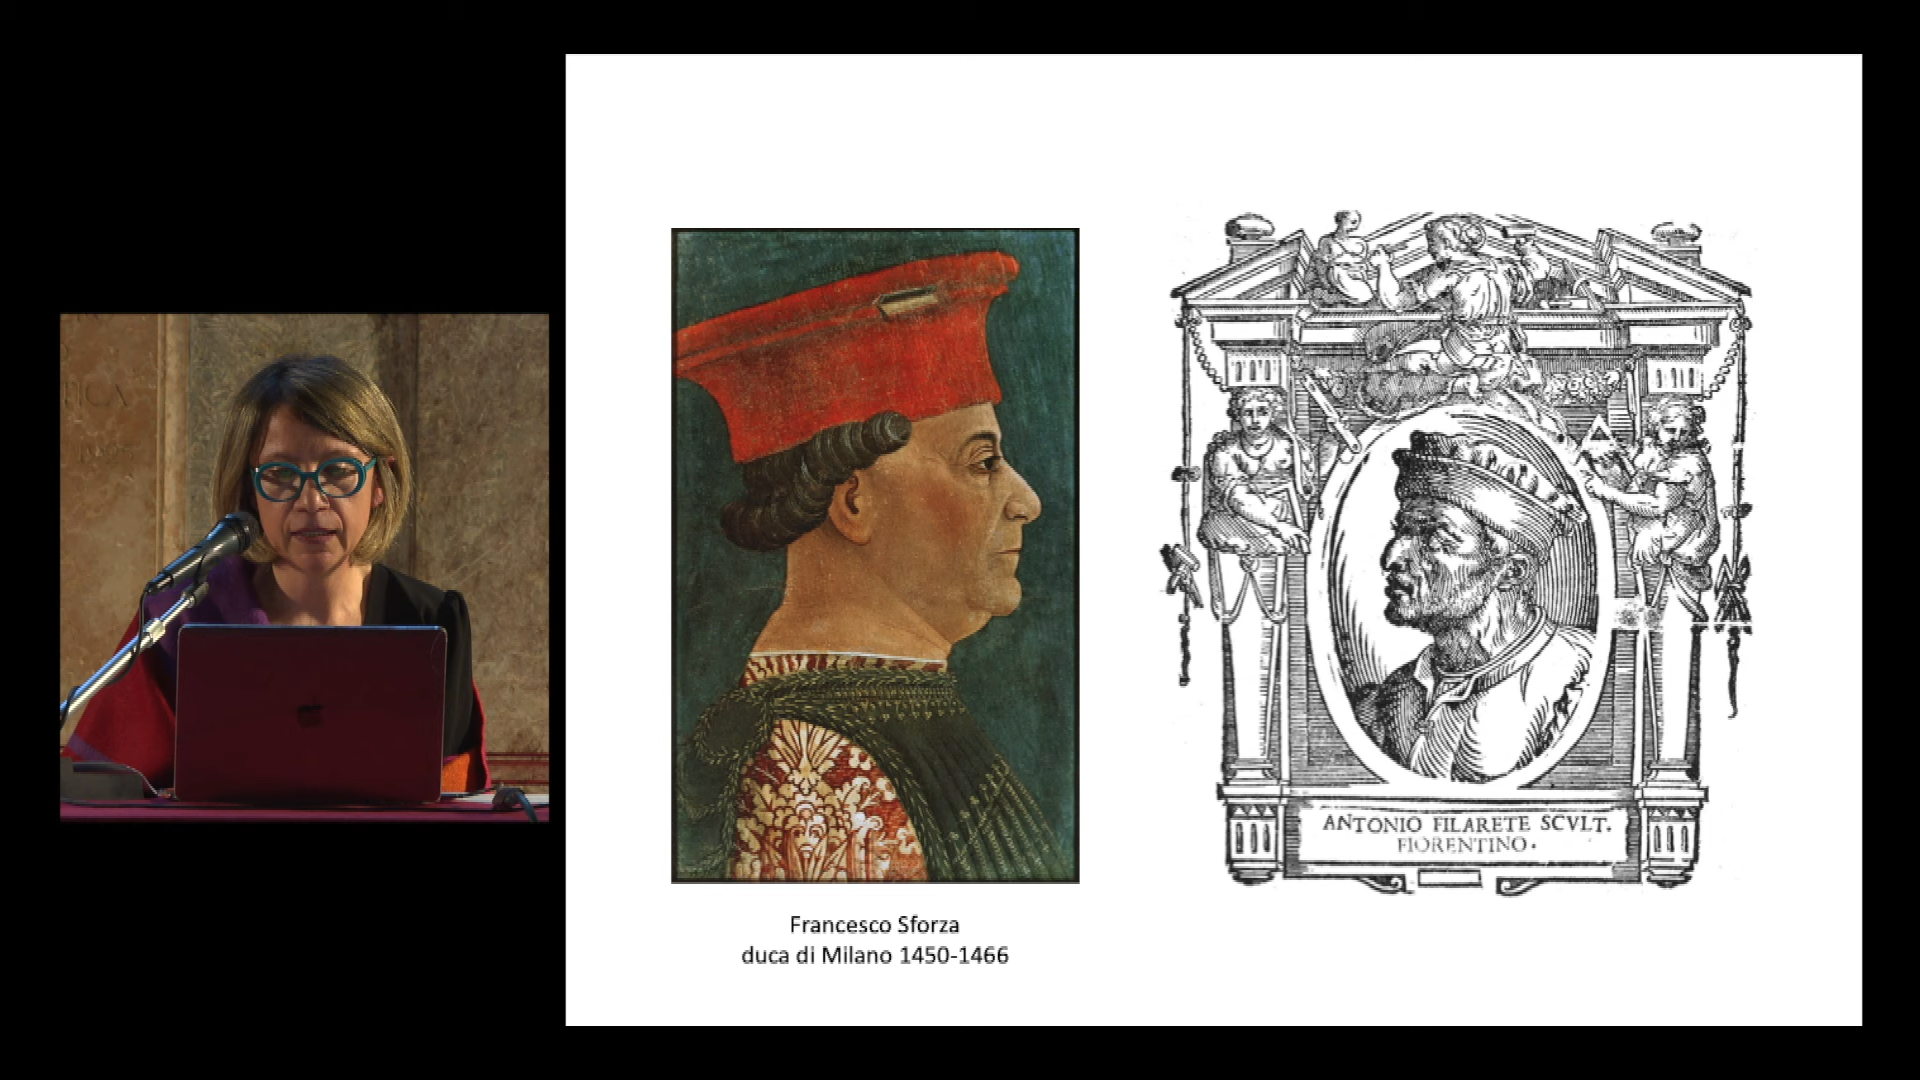 Francesco Sforza
duca di Milano 1450-1466
ANTONIO FILARETE SCVLT.
FIORENTINO.